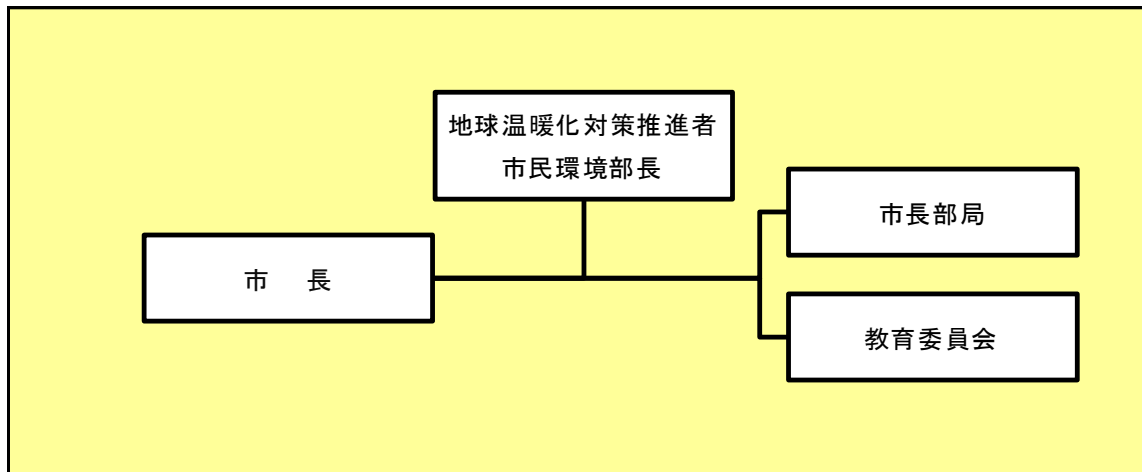 地球温暖化対策推進者
市民環境部長
市長部局
市　長
教育委員会